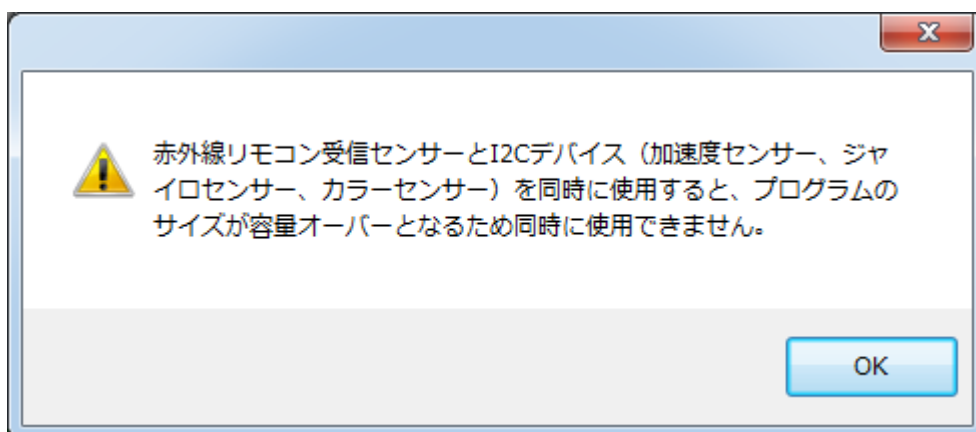 赤外線リモコン受信センサーとI2Cデバイス（加速度センサー、ジャ
イロセンサー、カラーセンサー）を同時に使用すると、プログラムの
サイズが容量オーバーとなるため同時に使用できません。
OK